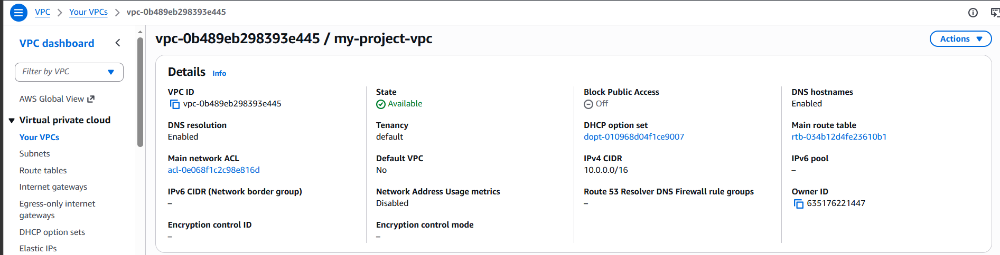 VPC > Your VPCs > vpc-0b489eb298393e445
VPC dashboard
Filter by VPC
AWS Global View
Virtual private cloud
Your VPCs
Subnets
Route tables
Internet gateways
Egress-only internet
gateways
DHCP option sets
Elastic IPs
vpc-0b489eb298393e445 / my-project-vpc
Actions
Details Info
VPC ID
vpc-0b489eb298393e445
State
Available
Block Public Access
Off
DNS hostnames
Enabled
DNS resolution
Enabled
Tenancy
default
DHCP option set
dopt-010968d04f1ce9007
Main route table
rtb-034b12d4fe23610b1
Main network ACL
acl-0e068f1c2c98e816d
Default VPC
No
IPv4 CIDR
10.0.0.0/16
IPv6 pool
–
IPv6 CIDR (Network border group)
–
Network Address Usage metrics
Disabled
Route 53 Resolver DNS Firewall rule groups
–
Owner ID
635176221447
Encryption control ID
–
Encryption control mode
–